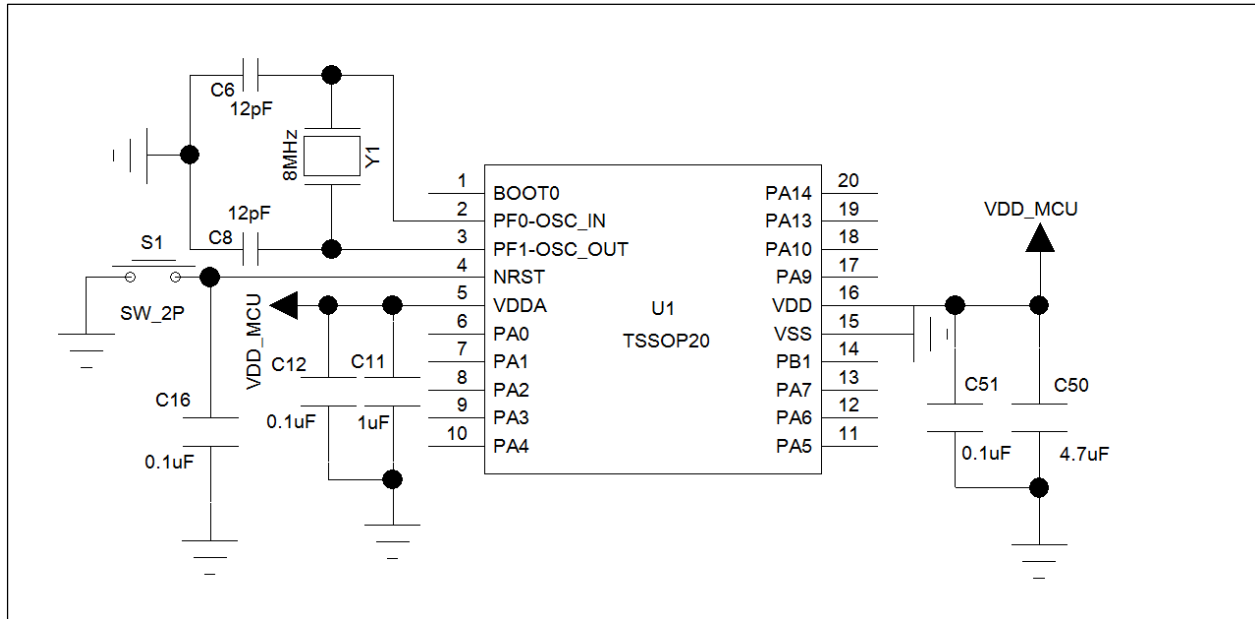 C6
12pF
8MHz
Y1
12pF
C8
S1
SW_2P
VDD_MCU
C16
0.1uF
C12
0.1uF
C11
1uF
1 BOOT0
2 PF0-OSC_IN
3 PF1-OSC_OUT
4 NRST
5 VDDA
6 PA0
7 PA1
8 PA2
9 PA3
10 PA4
U1
TSSOP20
PA14 20
PA13 19
PA10 18
PA9 17
VDD 16
VSS 15
PB1 14
PA7 13
PA6 12
PA5 11
VDD_MCU
C51
0.1uF
C50
4.7uF